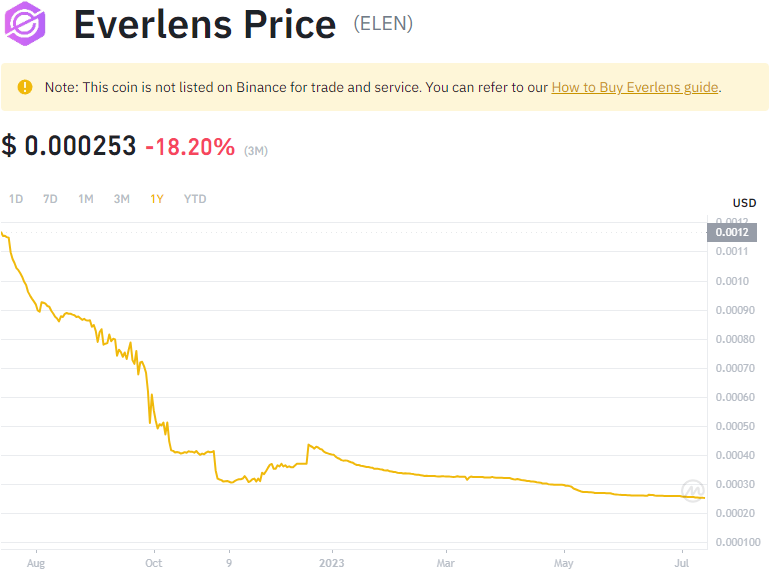 Everlens Price (ELEN)
Note: This coin is not listed on Binance for trade and service. You can refer to our How to Buy Everlens guide.
$ 0.000253 -18.20% (3M)
1D 7D 1M 3M 1Y YTD
USD
0.0012
0.0012
0.0011
0.0010
0.00090
0.00080
0.00070
0.00060
0.00050
0.00040
0.00030
0.00020
0.000100
Aug Oct 9 2023 Mar May Jul